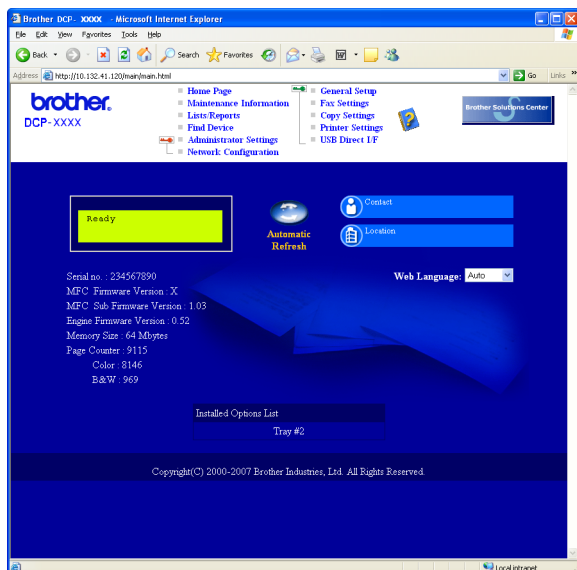 Brother DCP- XXXX - Microsoft Internet Explorer
File Edit View Favorites Tools Help
Back Search Favorites
Address http://10.132.41.120/main/main.html Go Links »
brother.
DCP-XXXX
Home Page
Maintenance Information
Lists/Reports
Find Device
Administrator Settings
Network Configuration
General Setup
Fax Settings
Copy Settings
Printer Settings
USB Direct I/F
Brother Solutions Center
Ready
Automatic
Refresh
Contact
Location
Web Language: Auto
Serial no. : 234567890
MFC Firmware Version : X
MFC Sub Firmware Version : 1.03
Engine Firmware Version : 0.52
Memory Size : 64 Mbytes
Page Counter : 9115
Color : 8146
B&W : 969
Installed Options List
Tray #2
Copyright(C) 2000-2007 Brother Industries, Ltd. All Rights Reserved.
Local intranet